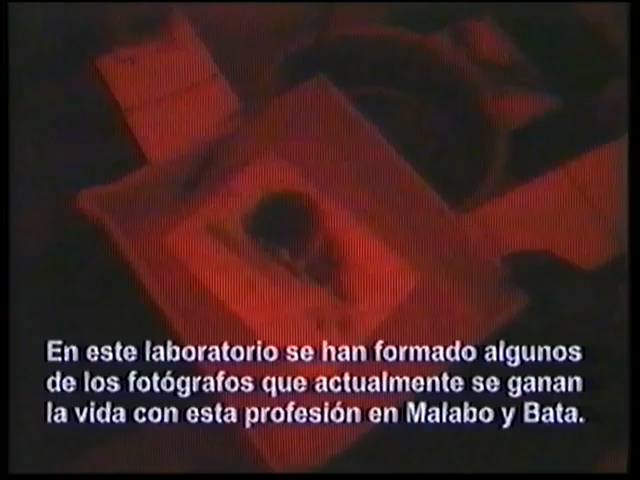 En este laboratorio se han formado algunos
de los fotógrafos que actualmente se ganan
la vida con esta profesión en Malabo y Bata.